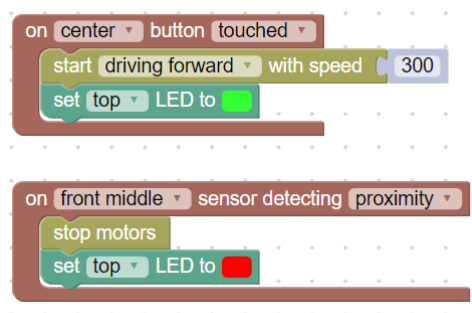 on center button touched
start driving forward with speed 300
set top LED to
on front middle sensor detecting proximity
stop motors
set top LED to